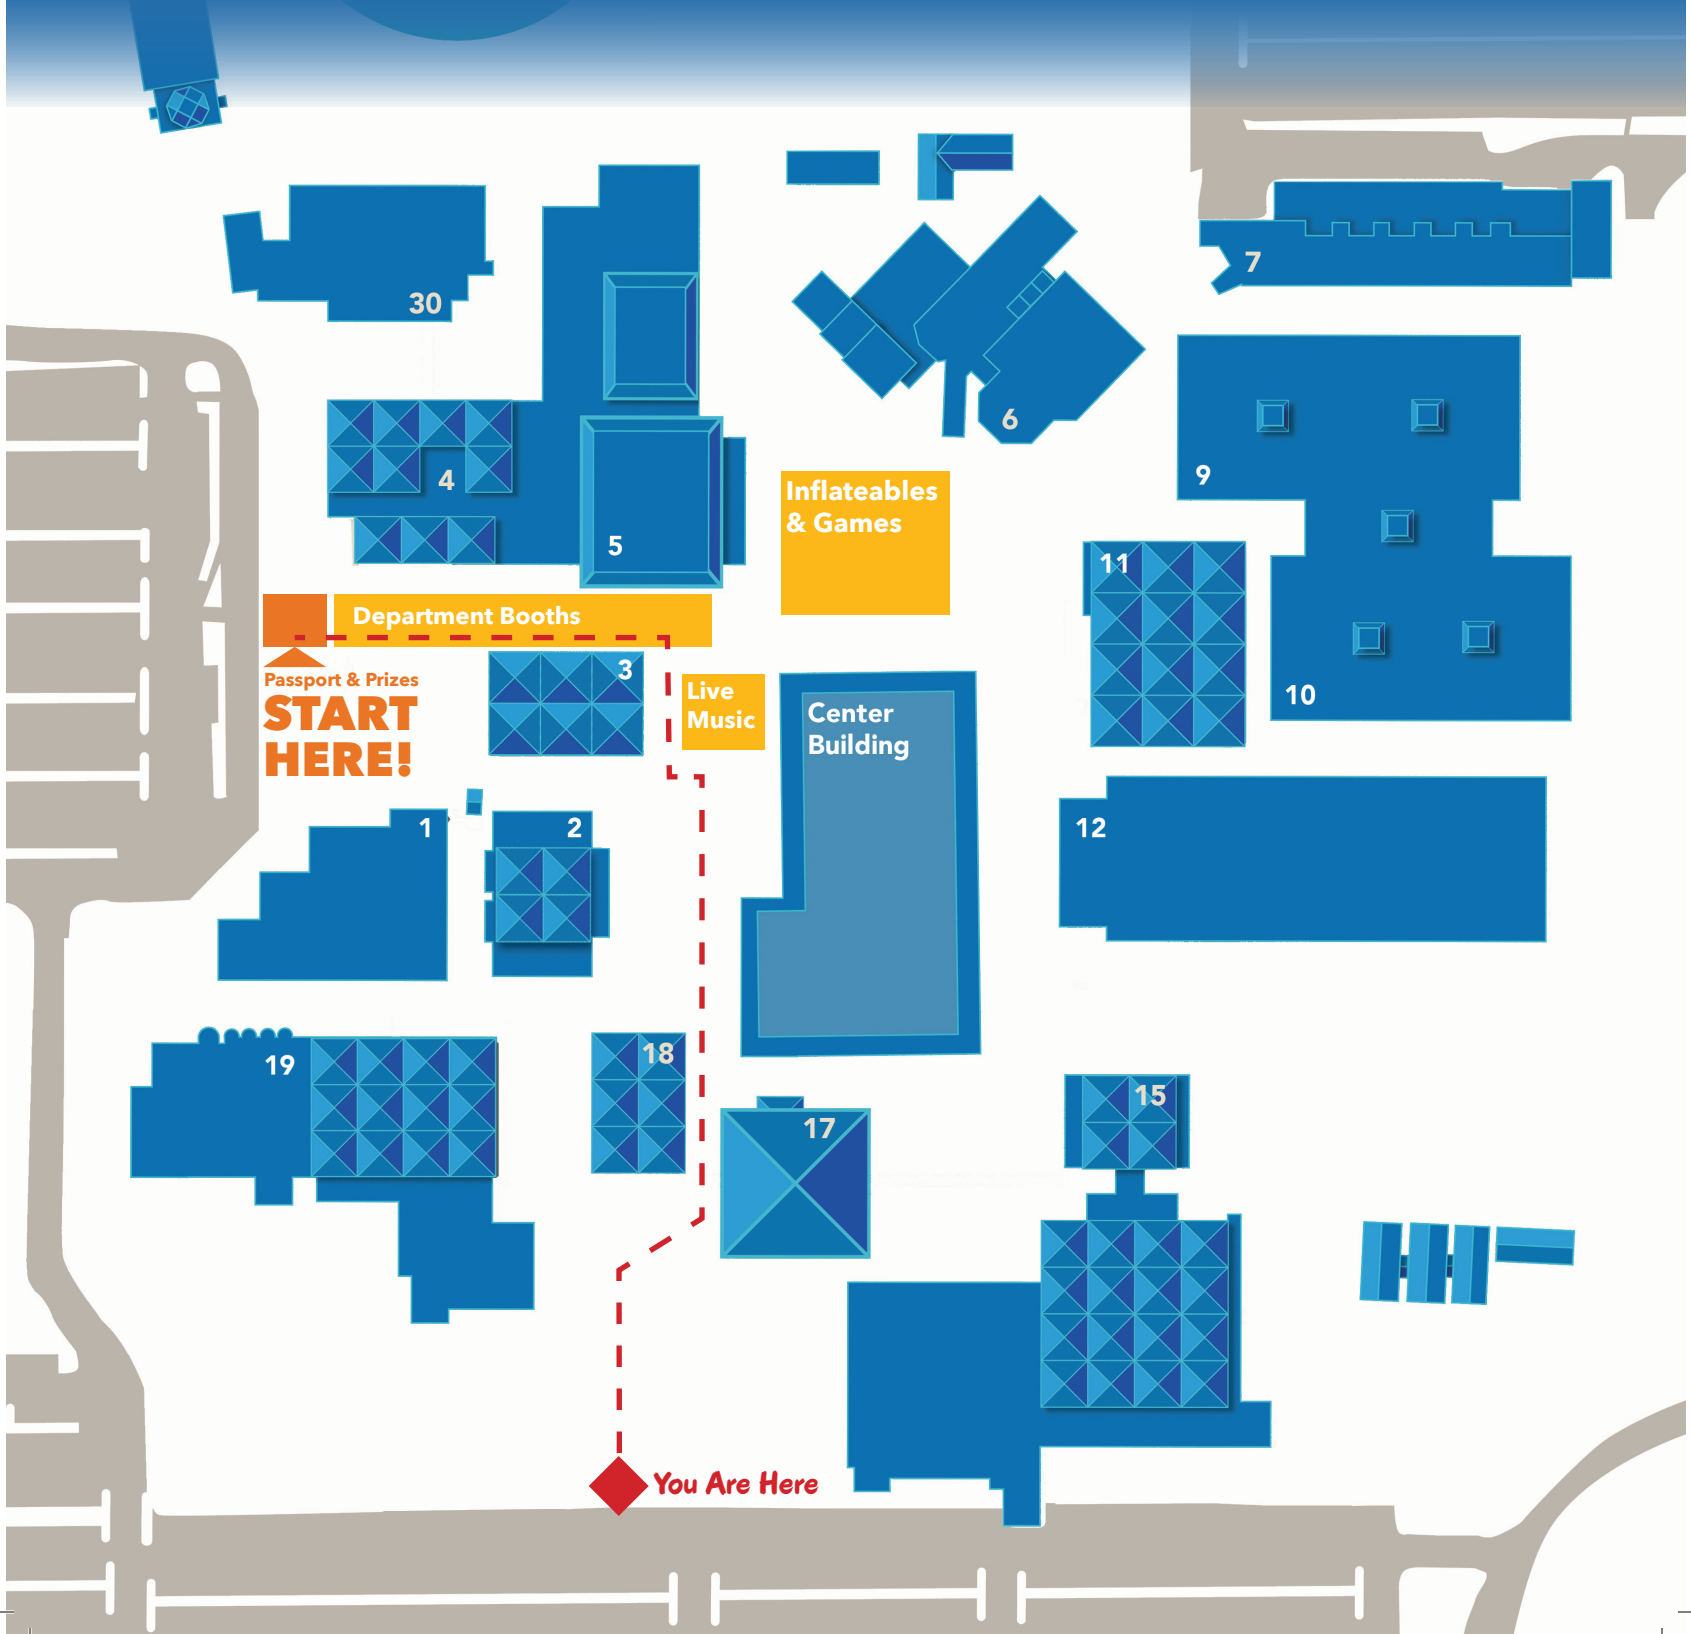 7
30
6
9
4
Inflateables
& Games
5
11
Department Booths
3
Passport & Prizes
START
HERE!
Live
Music
10
Center
Building
1
2
12
19
18
15
17
You Are Here